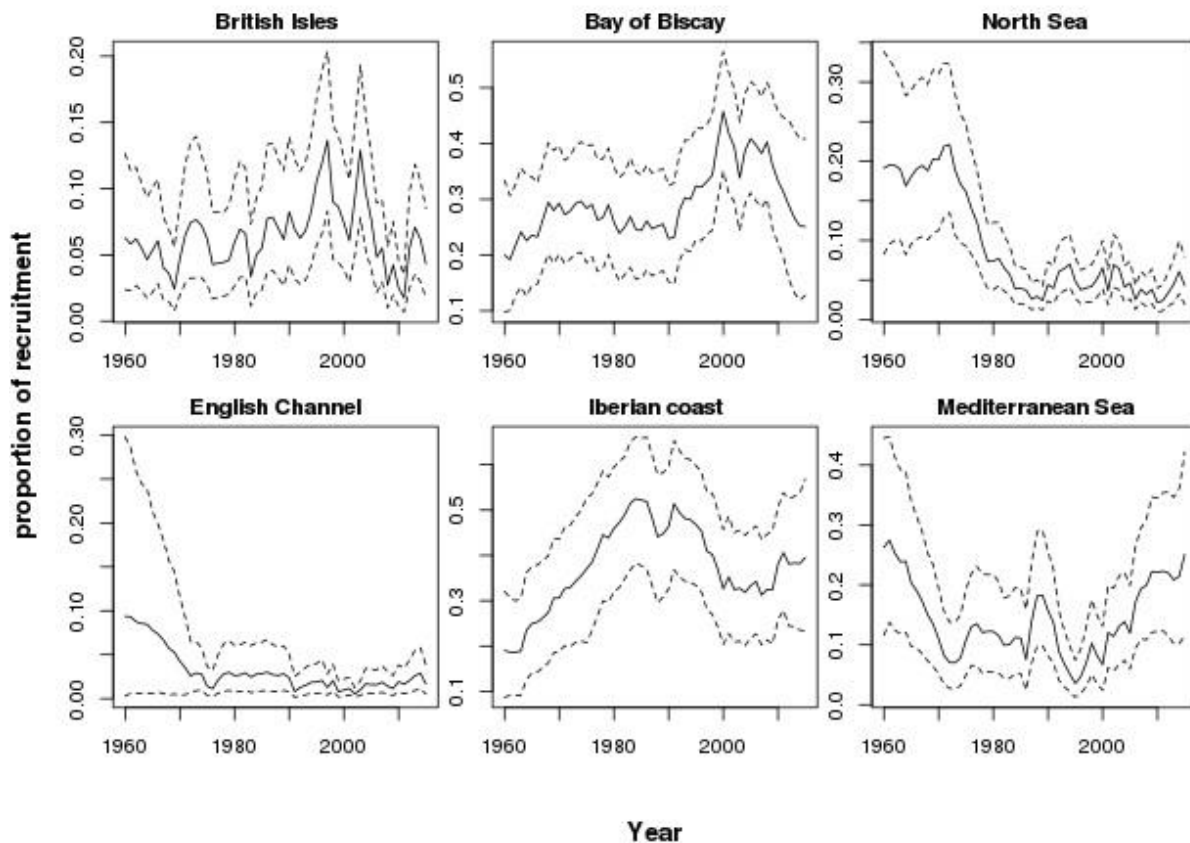 British Isles
Bay of Biscay
North Sea
0.20
0.15
0.10
0.05
0.00
0.5
0.4
0.3
0.2
0.1
0.30
0.20
0.10
0.00
1960 1980 2000
1960 1980 2000
1960 1980 2000
proportion of recruitment
English Channel
Iberian coast
Mediterranean Sea
0.30
0.20
0.10
0.00
0.5
0.3
0.1
0.4
0.3
0.2
0.1
0.0
1960 1980 2000
1960 1980 2000
1960 1980 2000
Year